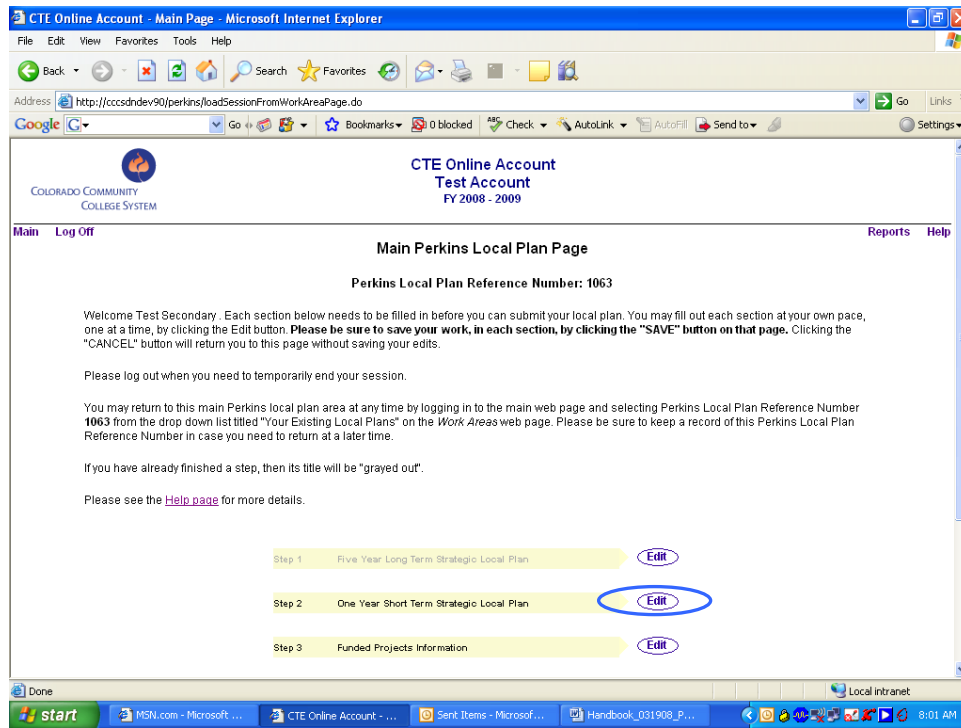 CTE Online Account - Main Page - Microsoft Internet Explorer
File Edit View Favorites Tools Help
Back Search Favorites
Address http://cccsdndev90/perkins/loadSessionFromWorkAreaPage.do Go Links
Google G Go Bookmarks 0 blocked ABC Check AutoLink AutoFill Send to Settings
COLORADO COMMUNITY
COLLEGE SYSTEM
CTE Online Account
Test Account
FY 2008 - 2009
Main Log Off Reports Help
Main Perkins Local Plan Page
Perkins Local Plan Reference Number: 1063
Welcome Test Secondary . Each section below needs to be filled in before you can submit your local plan. You may fill out each section at your own pace,
one at a time, by clicking the Edit button. Please be sure to save your work, in each section, by clicking the "SAVE" button on that page. Clicking the
"CANCEL" button will return you to this page without saving your edits.
Please log out when you need to temporarily end your session.
You may return to this main Perkins local plan area at any time by logging in to the main web page and selecting Perkins Local Plan Reference Number
1063 from the drop down list titled "Your Existing Local Plans" on the Work Areas web page. Please be sure to keep a record of this Perkins Local Plan
Reference Number in case you need to return at a later time.
If you have already finished a step, then its title will be "grayed out".
Please see the Help page for more details.
Step 1 Five Year Long Term Strategic Local Plan Edit
Step 2 One Year Short Term Strategic Local Plan Edit
Step 3 Funded Projects Information Edit
Done Local intranet
start MSN.com - Microsoft ... CTE Online Account - ... Sent Items - Microsof... Handbook_031908_P... 8:01 AM